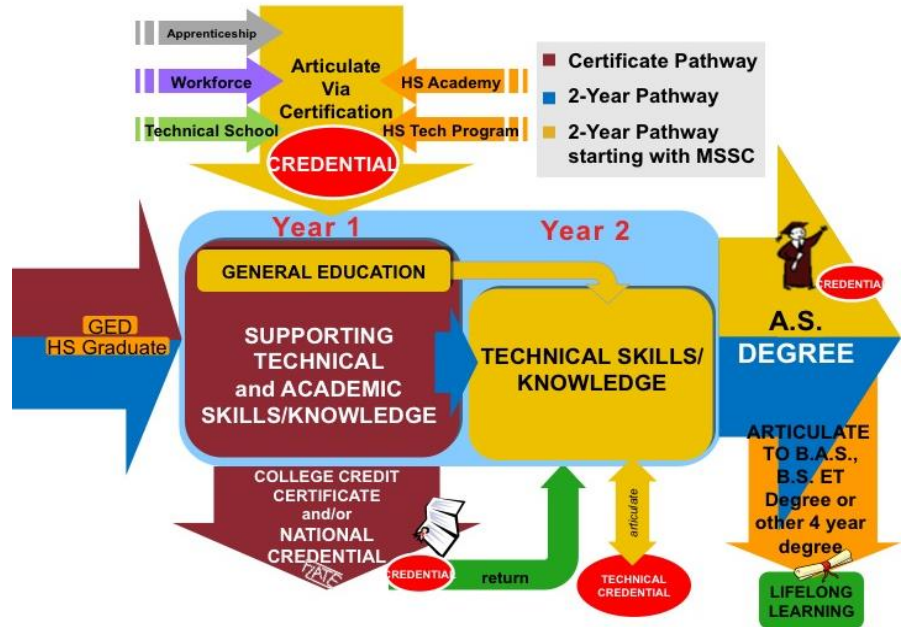 Apprenticeship
Workforce
Technical School
Articulate
Via
Certification
CREDENTIAL
HS Academy
HS Tech Program
Certificate Pathway
2-Year Pathway
2-Year Pathway
starting with MSSC
Year 1
Year 2
GENERAL EDUCATION
GED
HS Graduate
SUPPORTING
TECHNICAL
and ACADEMIC
SKILLS/KNOWLEDGE
TECHNICAL SKILLS/
KNOWLEDGE
CREDENTIAL
A.S.
DEGREE
COLLEGE CREDIT
CERTIFICATE
and/or
NATIONAL
CREDENTIAL
CREDENTIAL
return
articulate
TECHNICAL
CREDENTIAL
ARTICULATE
TO B.A.S.,
B.S. ET
Degree or
other 4 year
degree
LIFELONG
LEARNING